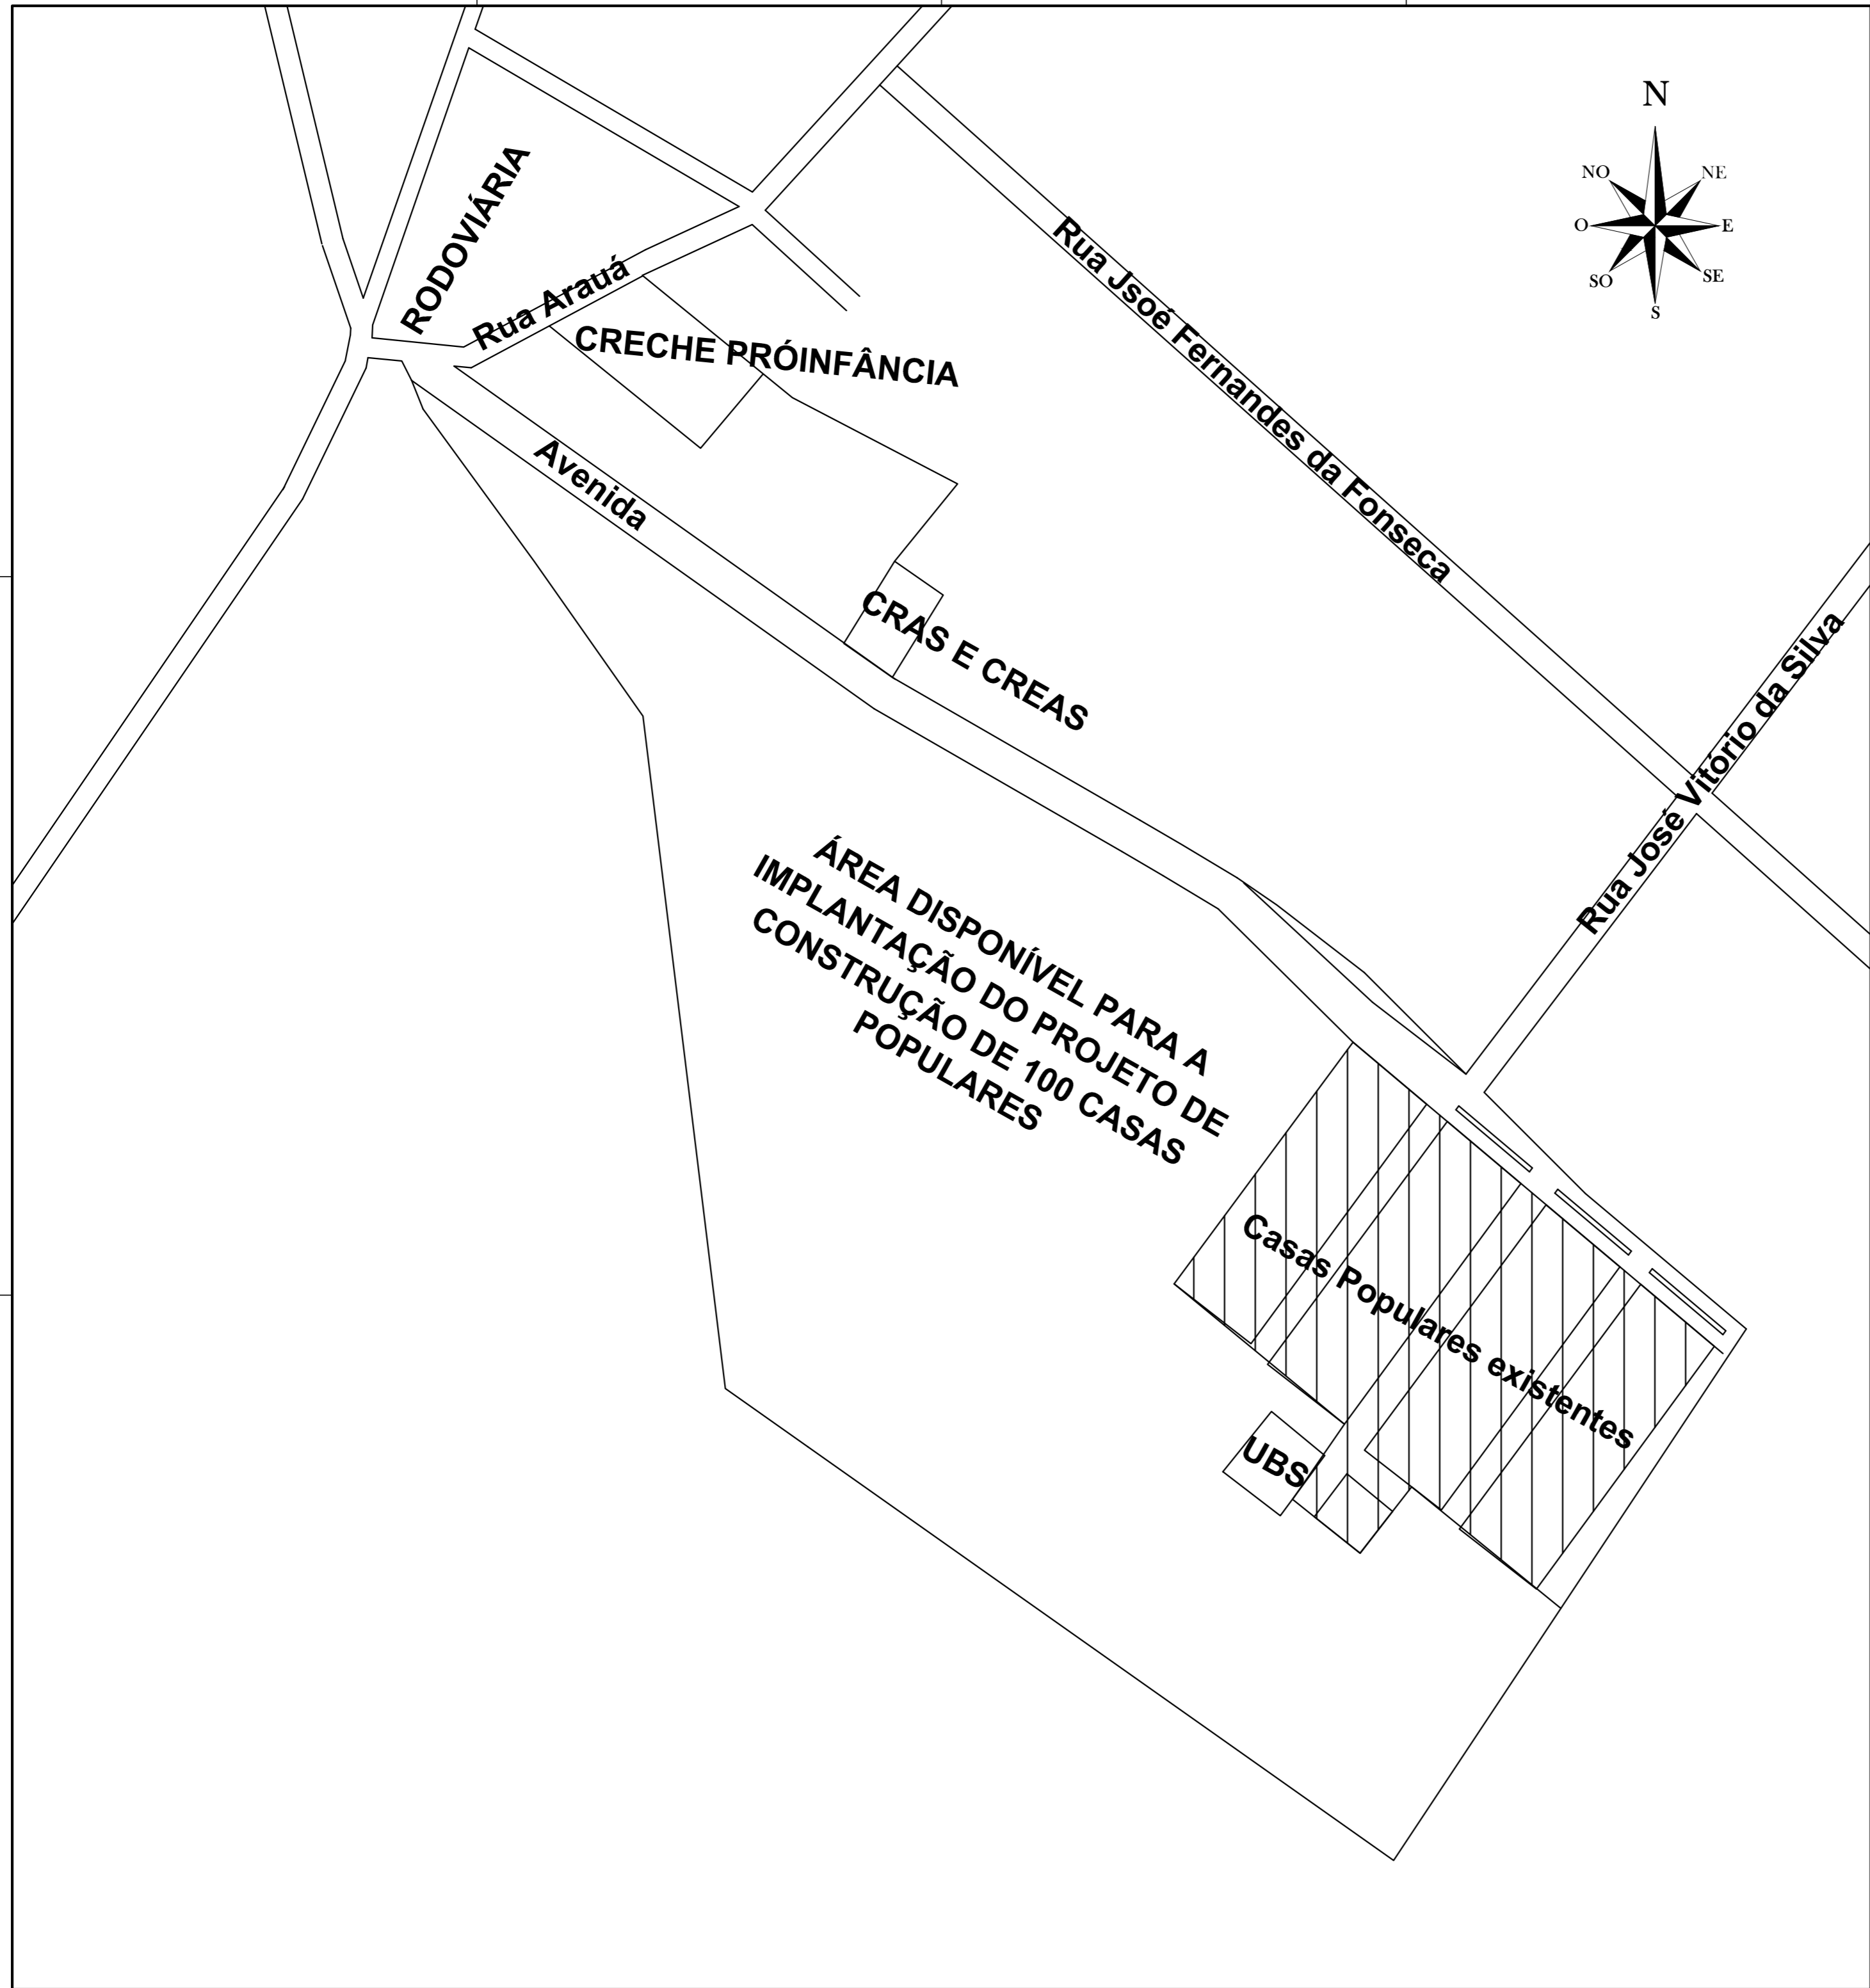 N
NO
NE
O
E
SO
SE
S
RODOVIÁRIA
Rua Arauá
CRECHE PRÓINFÂNCIA
Rua Jsoé Fernandes da Fonseca
Avenida
CRAS E CREAS
Rua José Vitório da Silva
ÁREA DISPONÍVEL PARA A
IMPLANTAÇÃO DO PROJETO DE
CONSTRUÇÃO DE 100 CASAS
POPULARES
Casas Populares existentes
UBS